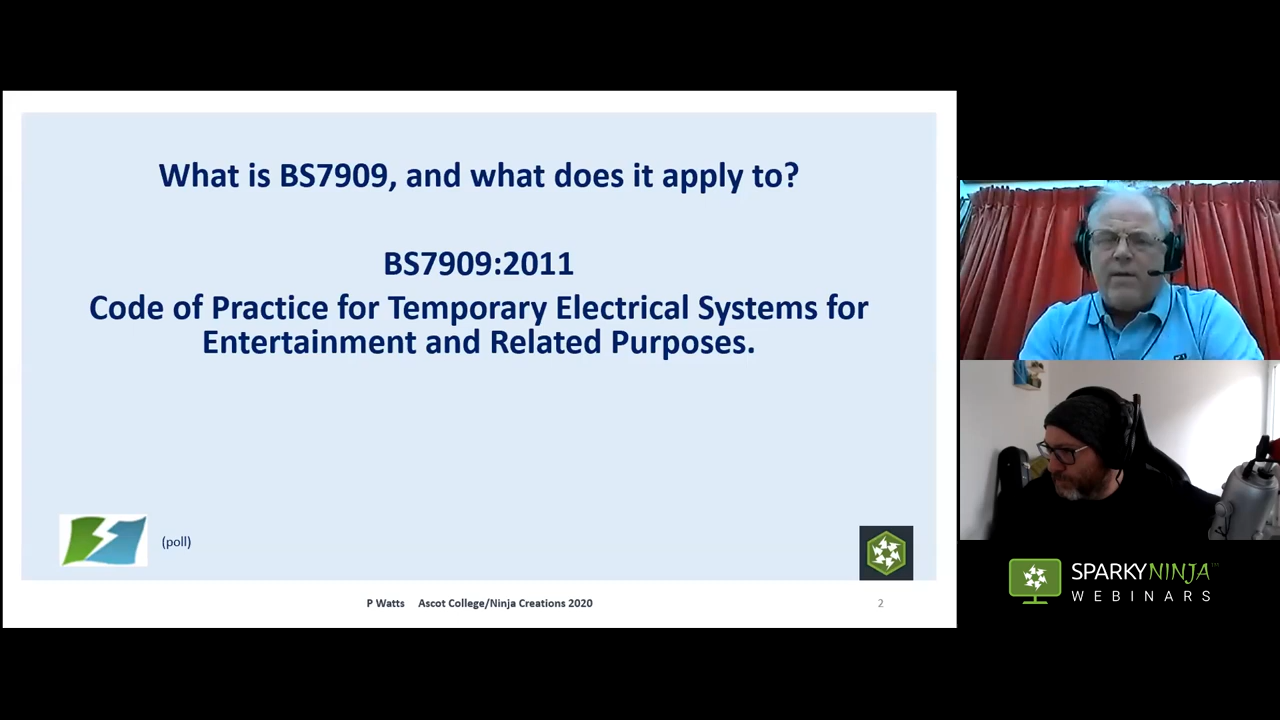 What is BS7909, and what does it apply to?
BS7909:2011
Code of Practice for Temporary Electrical Systems for
Entertainment and Related Purposes.
(poll)
P Watts Ascot College/Ninja Creations 2020
2
SPARKYNINJA™
WEBINARS